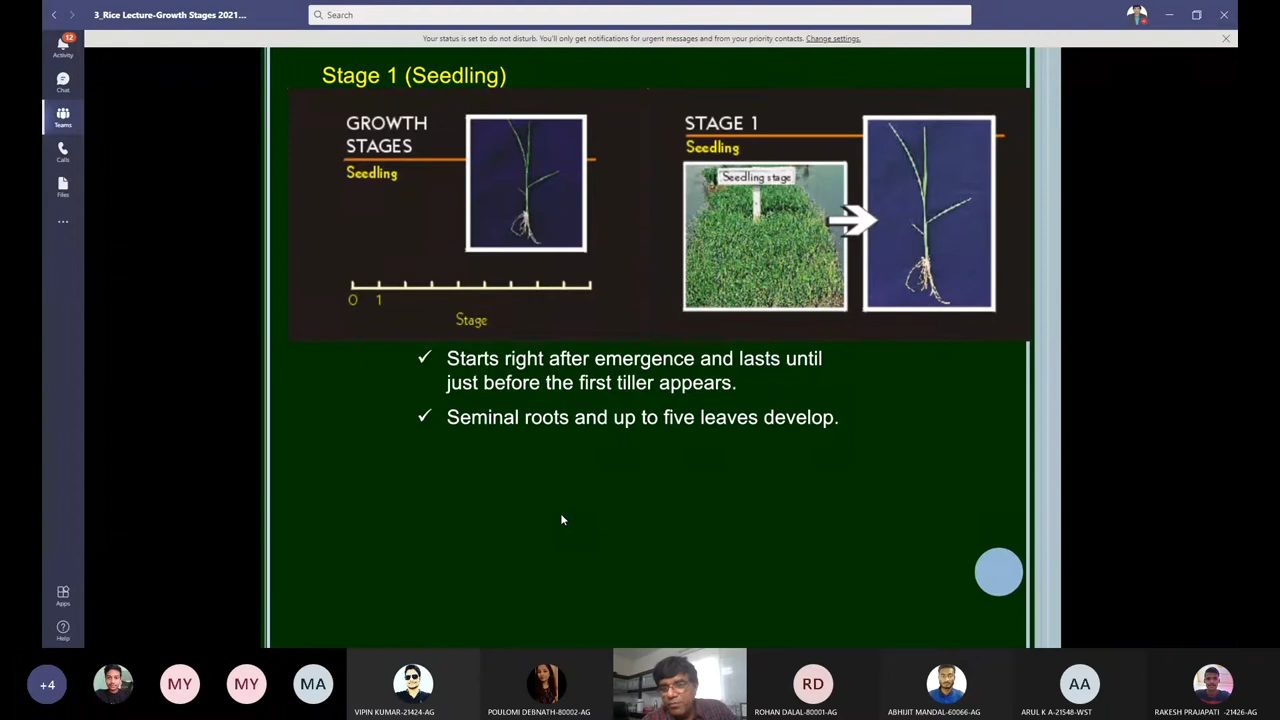 3_Rice Lecture-Growth Stages 2021...
Search
Your status is set to do not disturb. You'll only get notifications for urgent messages and from your priority contacts. Change settings.
12
Activity
Chat
Teams
Calls
Files
Apps
Help
Stage 1 (Seedling)
GROWTH
STAGES
Seedling
0 1
Stage
STAGE 1
Seedling
Seedling stage
✓ Starts right after emergence and lasts until
just before the first tiller appears.
✓ Seminal roots and up to five leaves develop.
+4
MY
MY
MA
RD
AA
VIPIN KUMAR-21424-AG
POULOMI DEBNATH-80002-AG
ROHAN DALAL-80001-AG
ABHIJIT MANDAL-60066-AG
ARUL K A-21548-WST
RAKESH PRAJAPATI -21426-AG